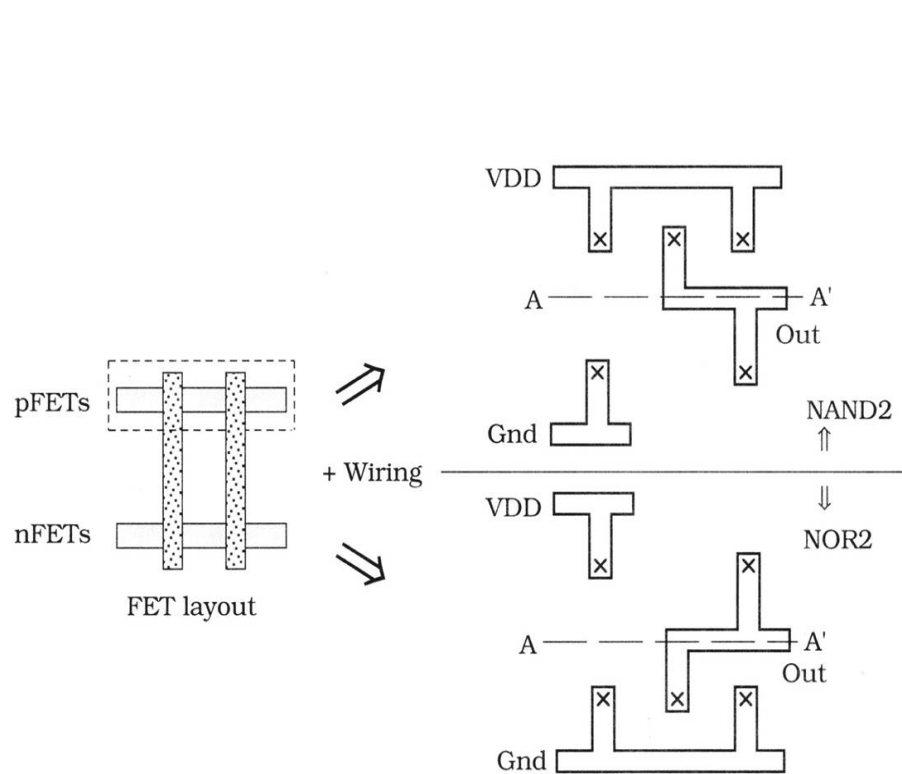 VDD
A
A'
Out
pFETs
NAND2
Gnd
+ Wiring
VDD
nFETs
NOR2
FET layout
A
A'
Out
Gnd